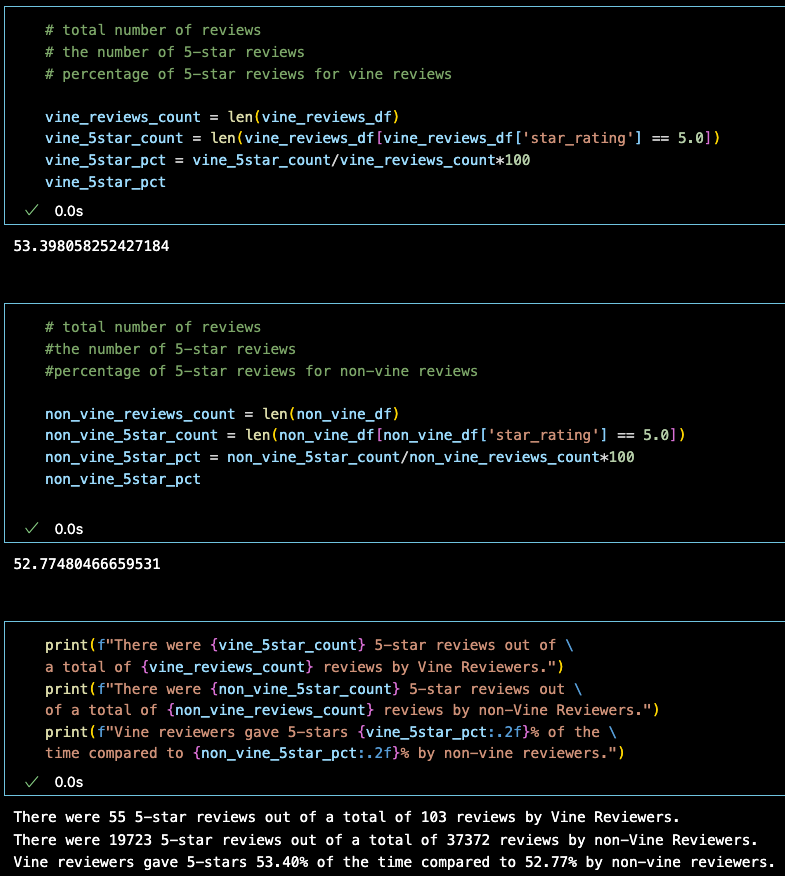 # total number of reviews
# the number of 5-star reviews
# percentage of 5-star reviews for vine reviews
vine_reviews_count = len(vine_reviews_df)
vine_5star_count = len(vine_reviews_df[vine_reviews_df['star_rating'] == 5.0])
vine_5star_pct = vine_5star_count/vine_reviews_count*100
vine_5star_pct
0.0s
53.398058252427184
# total number of reviews
#the number of 5-star reviews
#percentage of 5-star reviews for non-vine reviews
non_vine_reviews_count = len(non_vine_df)
non_vine_5star_count = len(non_vine_df[non_vine_df['star_rating'] == 5.0])
non_vine_5star_pct = non_vine_5star_count/non_vine_reviews_count*100
non_vine_5star_pct
0.0s
52.77480466659531
print(f"There were {vine_5star_count} 5-star reviews out of \
a total of {vine_reviews_count} reviews by Vine Reviewers.")
print(f"There were {non_vine_5star_count} 5-star reviews out \
of a total of {non_vine_reviews_count} reviews by non-Vine Reviewers.")
print(f"Vine reviewers gave 5-stars {vine_5star_pct:.2f}% of the \
time compared to {non_vine_5star_pct:.2f}% by non-vine reviewers.")
0.0s
There were 55 5-star reviews out of a total of 103 reviews by Vine Reviewers.
There were 19723 5-star reviews out of a total of 37372 reviews by non-Vine Reviewers.
Vine reviewers gave 5-stars 53.40% of the time compared to 52.77% by non-vine reviewers.